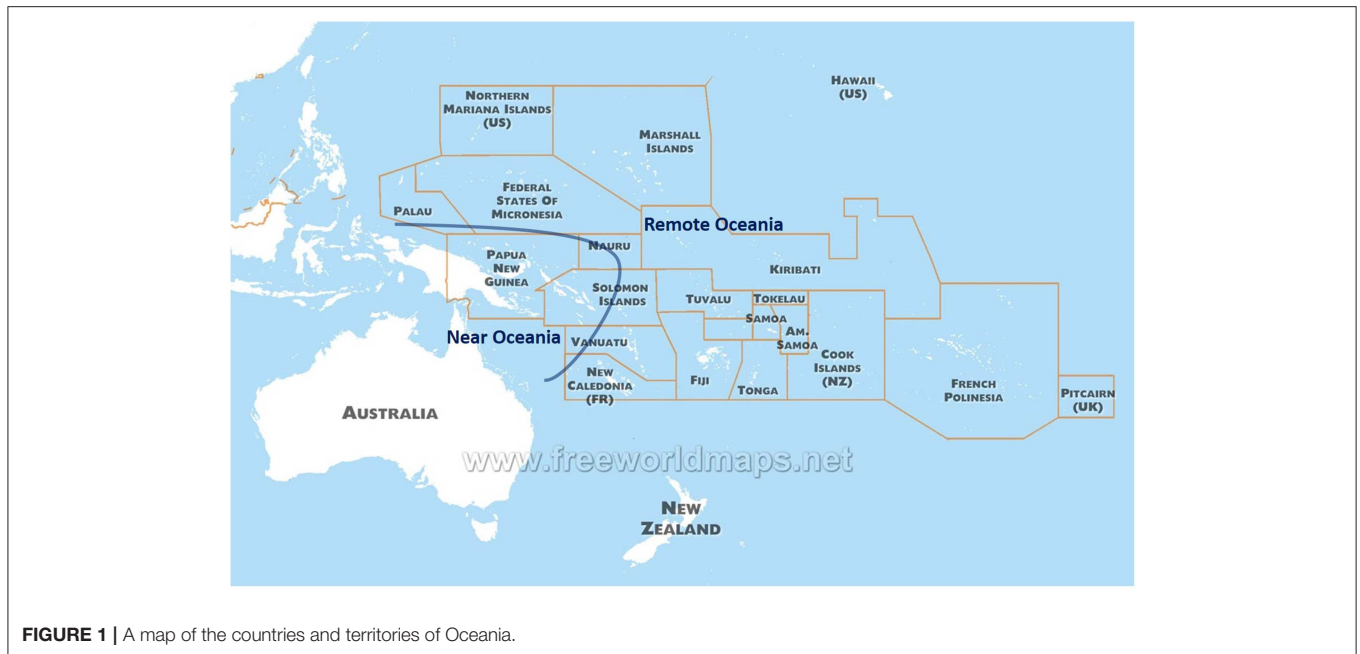 HAWAII
(US)
NORTHERN
MARIANA ISLANDS
(US)
MARSHALL
ISLANDS
FEDERAL
STATES OF
MICRONESIA
PALAU
Remote Oceania
NAURU
PAPUA
NEW
GUINEA
KIRIBATI
SOLOMON
ISLANDS
TUVALU
TOKELAU
SAMOA
AM.
SAMOA
Near Oceania
VANUATU
COOK
ISLANDS
(NZ)
NEW
CALEDONIA
(FR)
FIJI
TONGA
FRENCH
POLINESIA
PITCAIRN
(UK)
AUSTRALIA
www.freeworldmaps.net
NEW
ZEALAND
FIGURE 1 | A map of the countries and territories of Oceania.